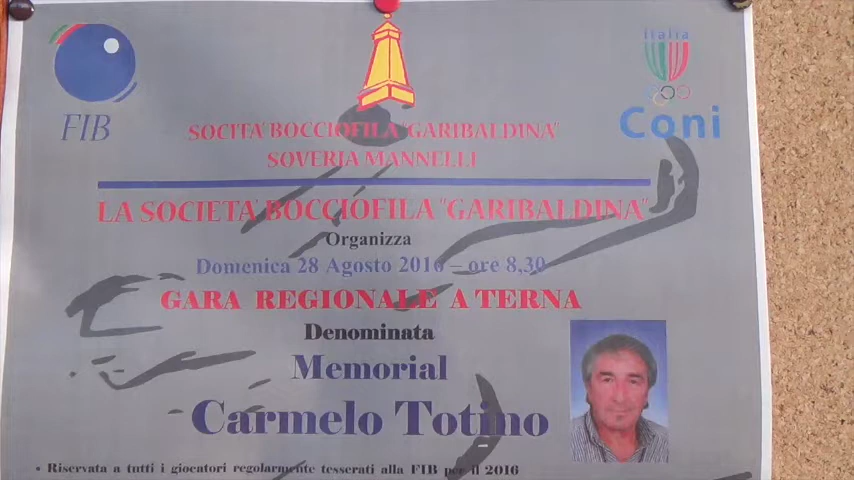 FIB
Italia
Coni
SOCITA' BOCCIOFILA "GARIBALDINA"
SOVERIA MANNELLI
LA SOCIETA' BOCCIOFILA "GARIBALDINA"
Organizza
Domenica 28 Agosto 2016 – ore 8,30
GARA REGIONALE A TERNA
Denominata
Memorial
Carmelo Totino
• Riservata a tutti i giocatori regolarmente tesserati alla FIB per il 2016